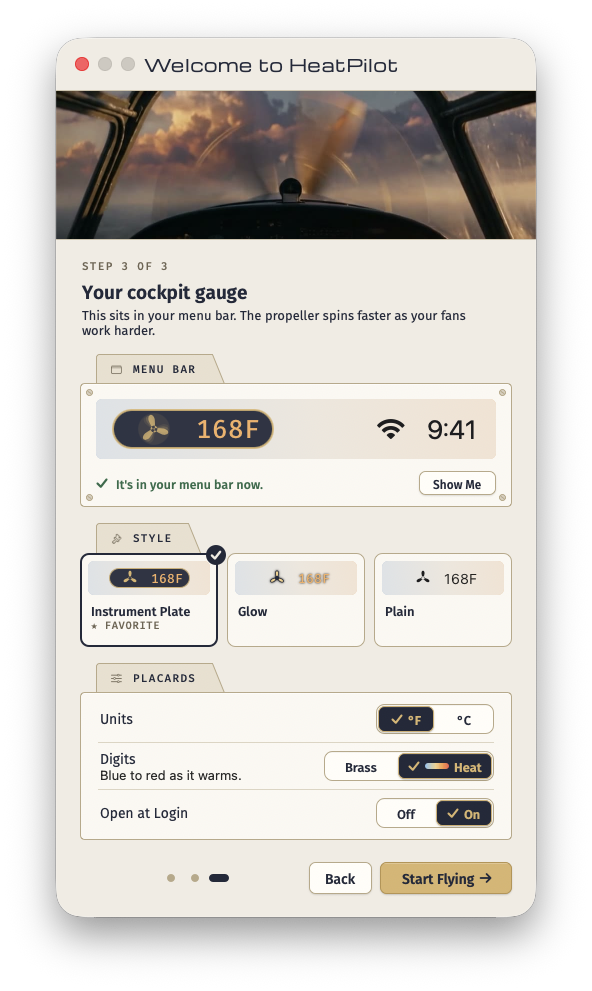 Welcome to HeatPilot
STEP 3 OF 3
Your cockpit gauge
This sits in your menu bar. The propeller spins faster as your fans
work harder.
MENU BAR
168F
9:41
It's in your menu bar now.
Show Me
STYLE
168F
168F
168F
Instrument Plate
Glow
Plain
★ FAVORITE
PLACARDS
Units
°F
°C
Digits
Blue to red as it warms.
Brass
Heat
Open at Login
Off
On
Back
Start Flying →